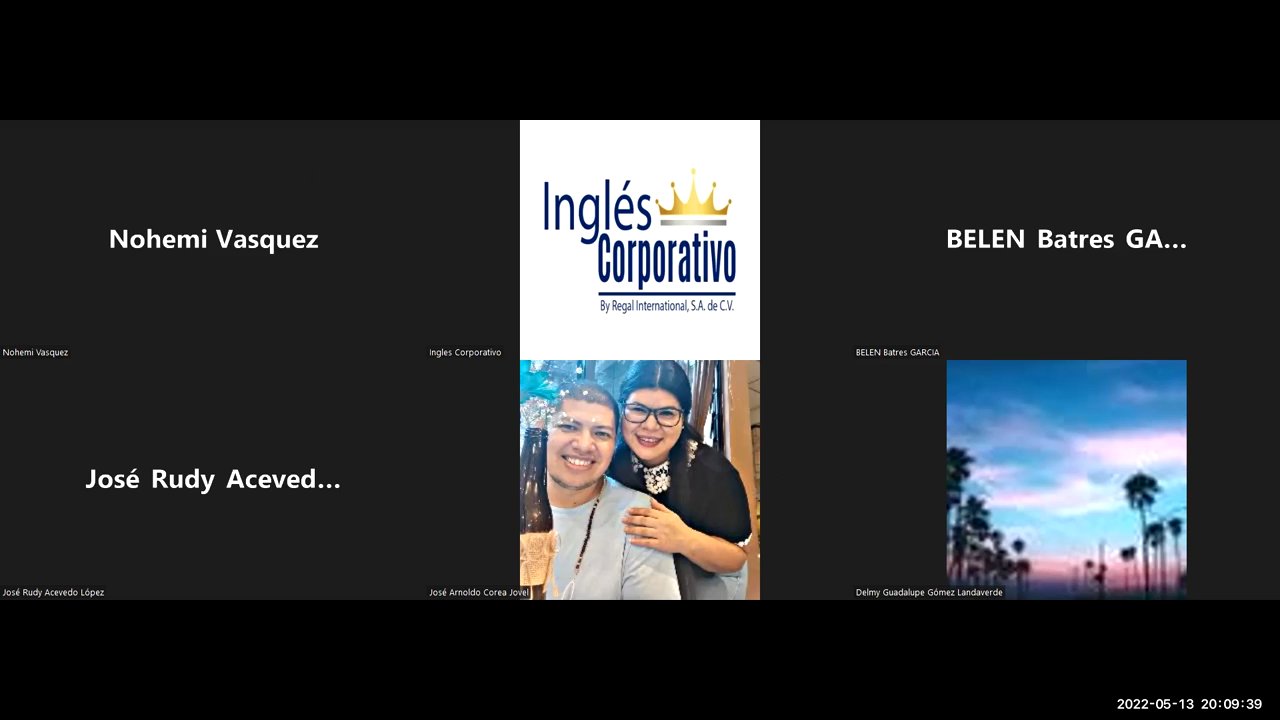 Nohemi Vasquez
Inglés
Corporativo
By Regal International, S.A. de C.V.
BELEN Batres GA...
Nohemi Vasquez
Ingles Corporativo
BELEN Batres GARCIA
José Rudy Aceved...
José Rudy Acevedo López
José Arnoldo Corea Jovel
Delmy Guadalupe Gómez Landaverde
2022-05-13 20:09:39